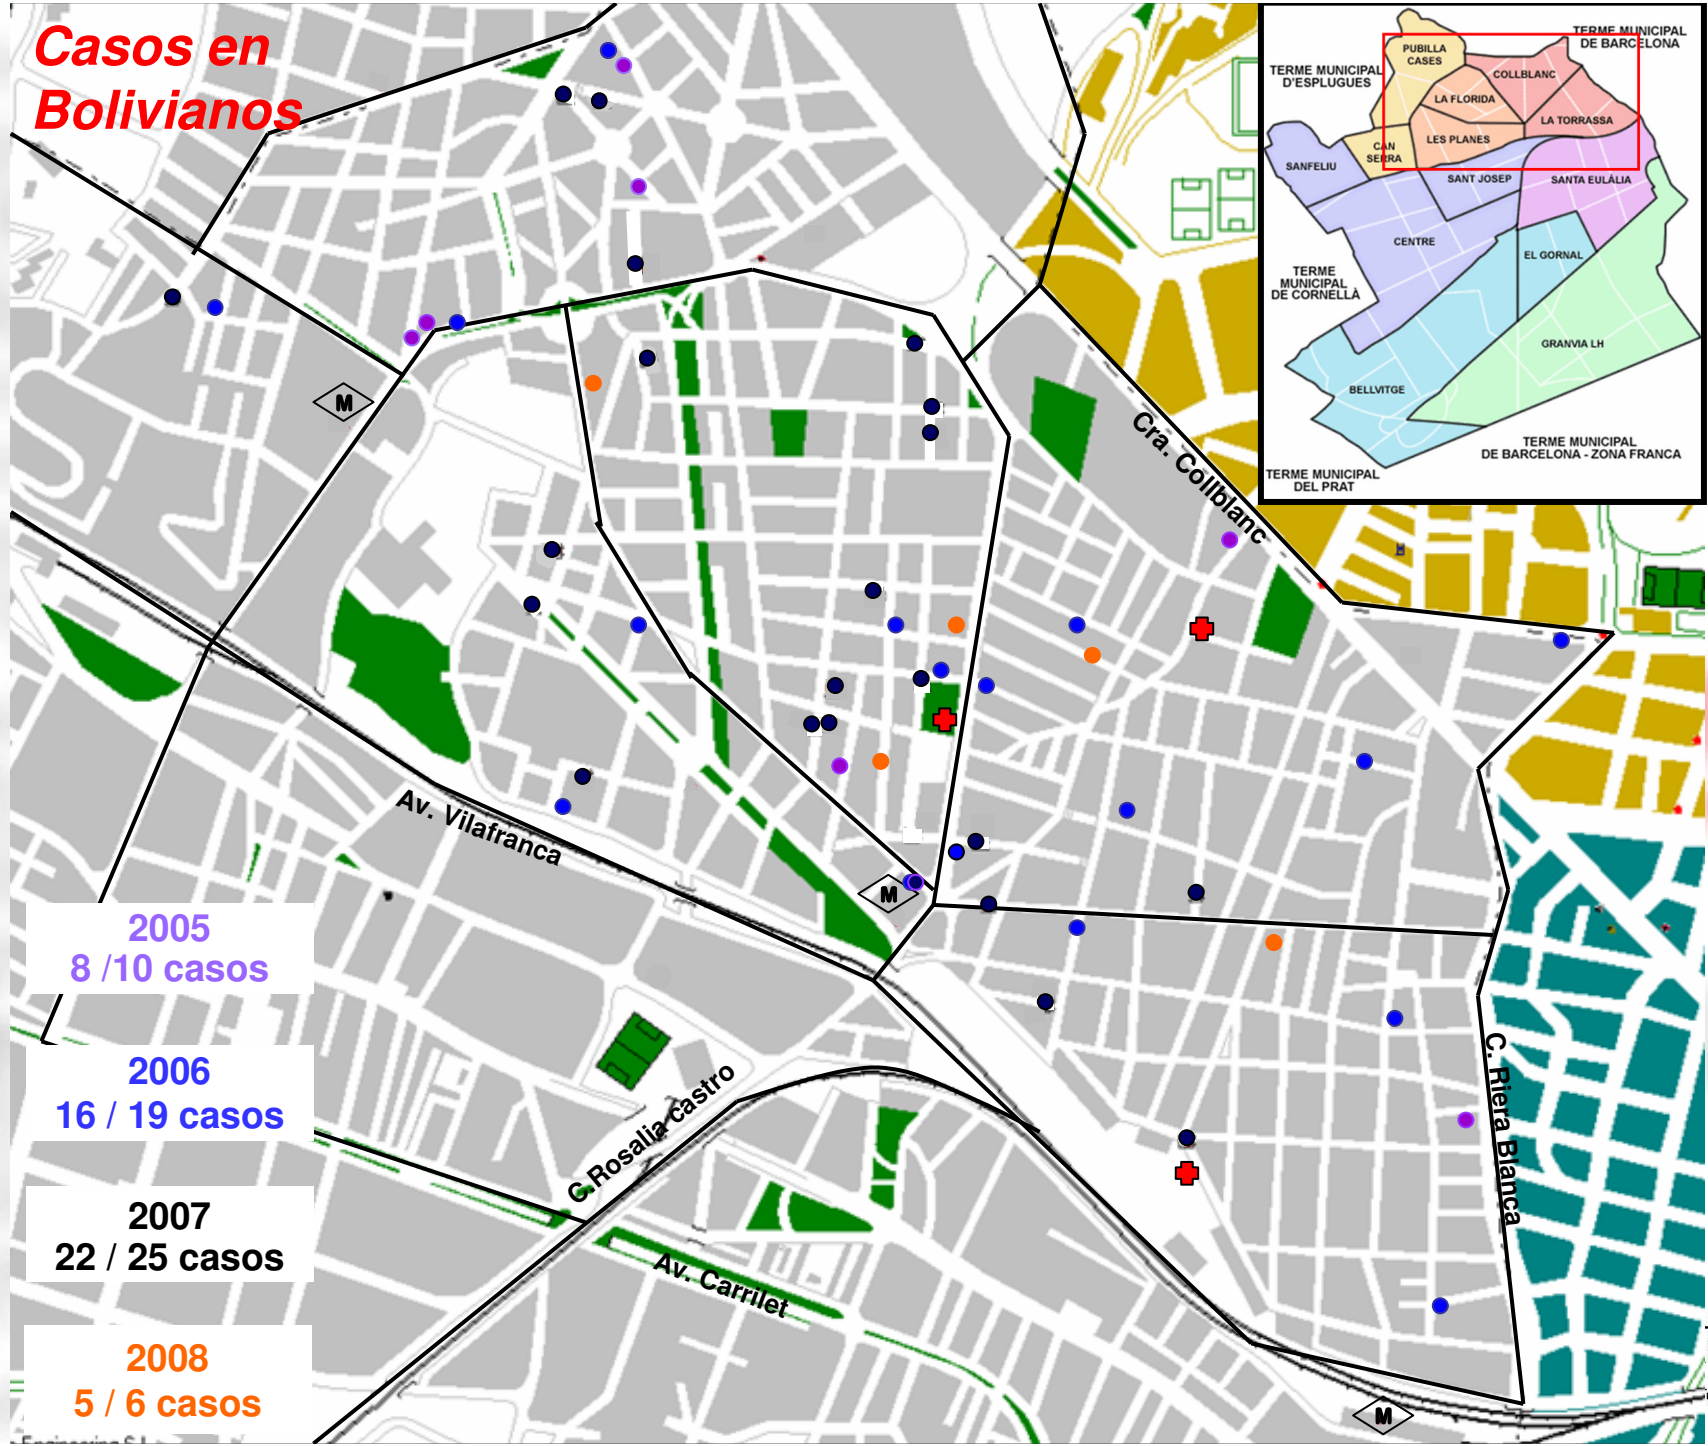 Casos en
Bolivianos
TERME MUNICIPAL
DE BARCELONA
PUBILLA
CASES
TERME MUNICIPAL
D'ESPLUGUES
COLLBLANC
LA FLORIDA
LA TORRASSA
LES PLANES
CAN
SERRA
SANFELIU
SANT JOSEP
SANTA EULÀLIA
CENTRE
EL GORNAL
TERME
MUNICIPAL
DE CORNELLÀ
GRANVIA LH
BELLVITGE
TERME MUNICIPAL
DE BARCELONA - ZONA FRANCA
TERME MUNICIPAL
DEL PRAT
M
Cra. Collblanc
Av. Vilafranca
M
2005
8 /10 casos
2006
16 / 19 casos
C. Riera Blanca
C.Rosalia castro
2007
22 / 25 casos
Av. Carrilet
2008
5 / 6 casos
M